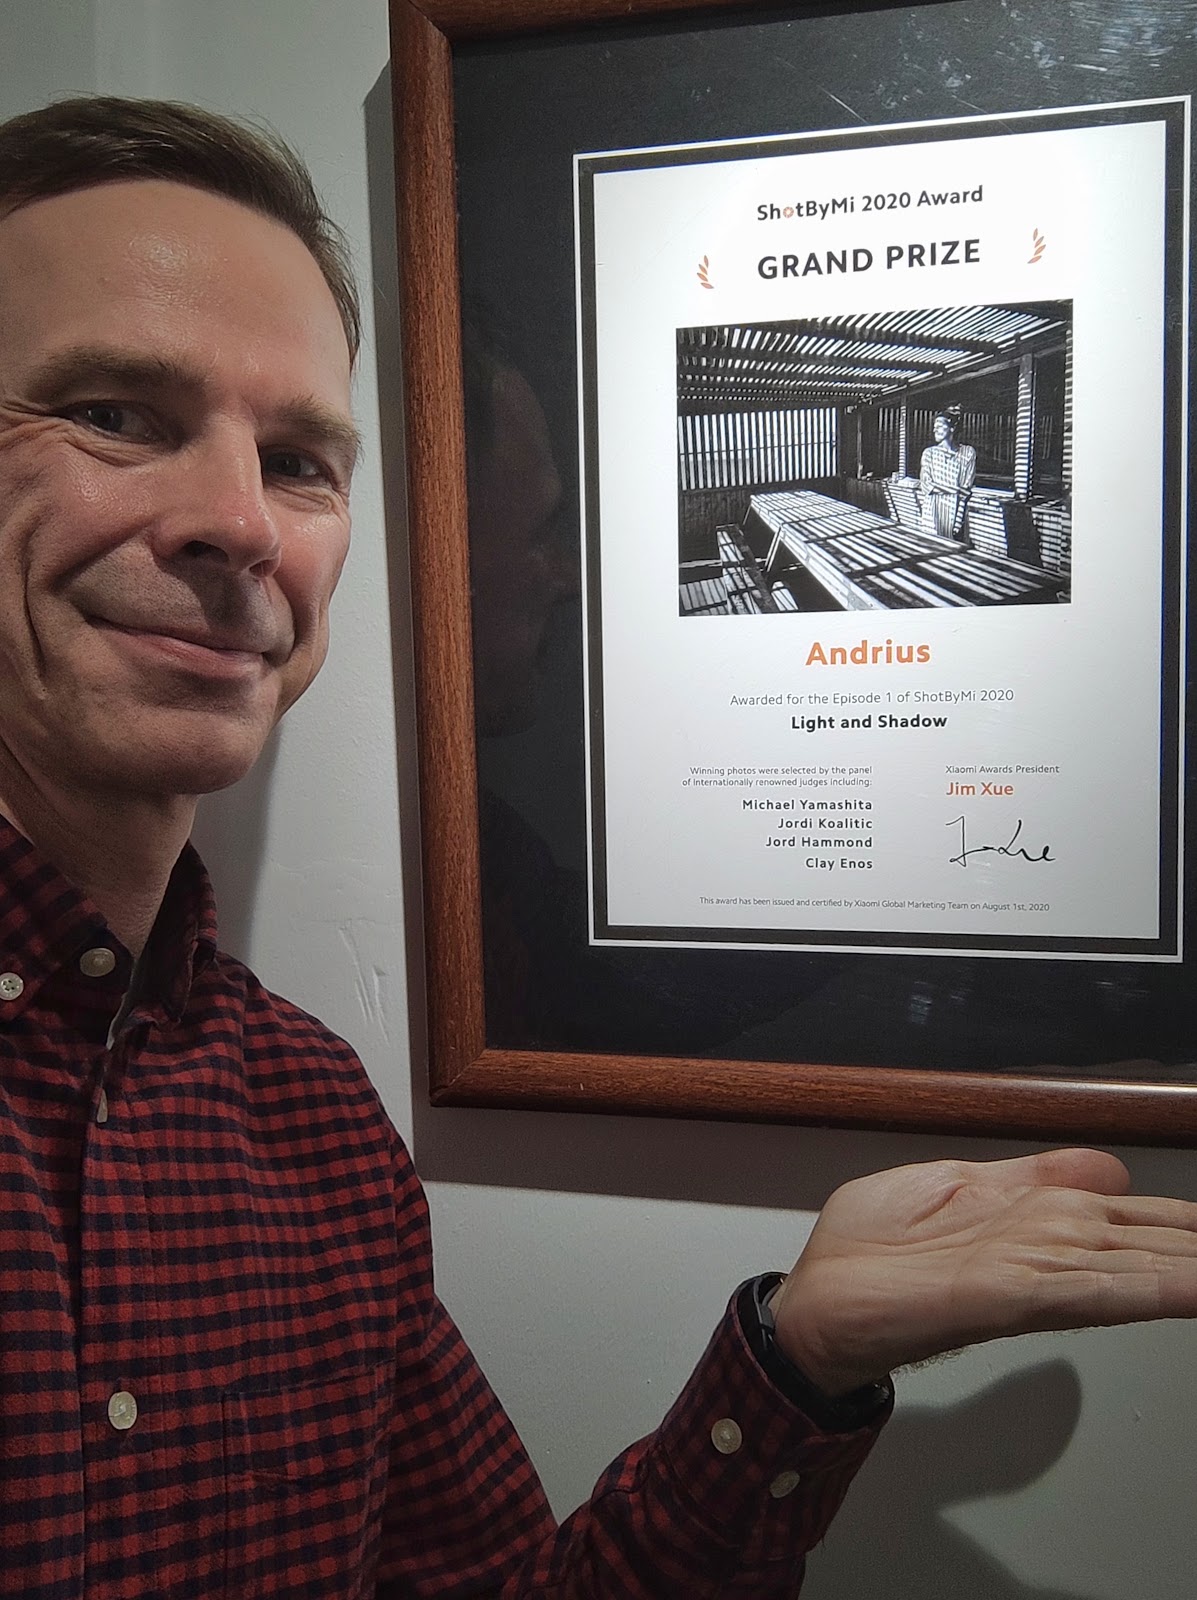 ShotByMi 2020 Award
GRAND PRIZE
Andrius
Awarded for the Episode 1 of ShotByMi 2020
Light and Shadow
Winning photos were selected by the panel
of internationally renowned judges including:
Michael Yamashita
Jordi Koalitic
Jord Hammond
Clay Enos
Xiaomi Awards President
Jim Xue
This award has been issued and certified by Xiaomi Global Marketing Team on August 1st, 2020